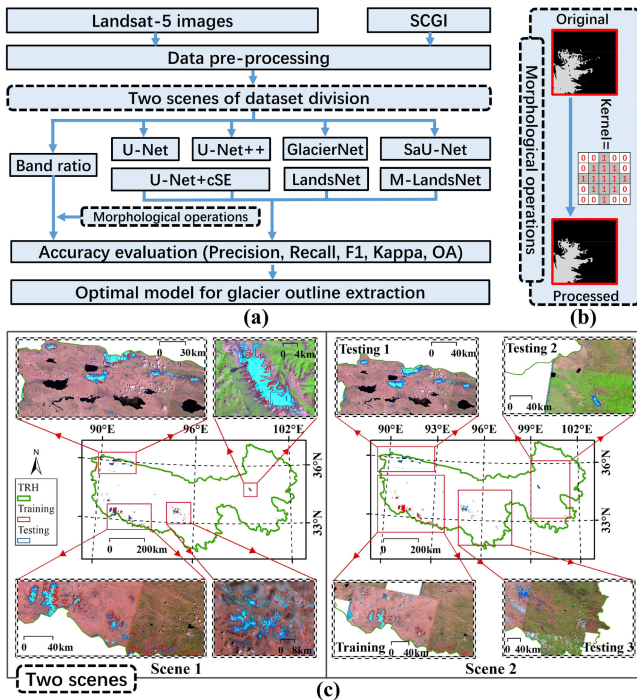 Landsat-5 images
SCGI
Data pre-processing
Two scenes of dataset division
Band ratio
U-Net
U-Net++
GlacierNet
SaU-Net
U-Net+cSE
LandsNet
M-LandsNet
Morphological operations
Accuracy evaluation (Precision, Recall, F1, Kappa, OA)
Optimal model for glacier outline extraction
(a)
Original
Morphological operations
Kernel =
0 0 1 0 0
0 1 1 1 0
1 1 1 1 1
0 1 1 1 0
0 0 1 0 0
Processed
(b)
0 30km
0 4km
90°E
96°E
102°E
36°N
33°N
N
TRH
Training
Testing
0 200km
0 40km
0 8km
Scene 1
Two scenes
Testing 1
0 40km
Testing 2
0 40km
90°E
93°E
96°E
99°E
102°E
36°N
33°N
0 200km
Training
0 40km
0 40km
Testing 3
Scene 2
(c)